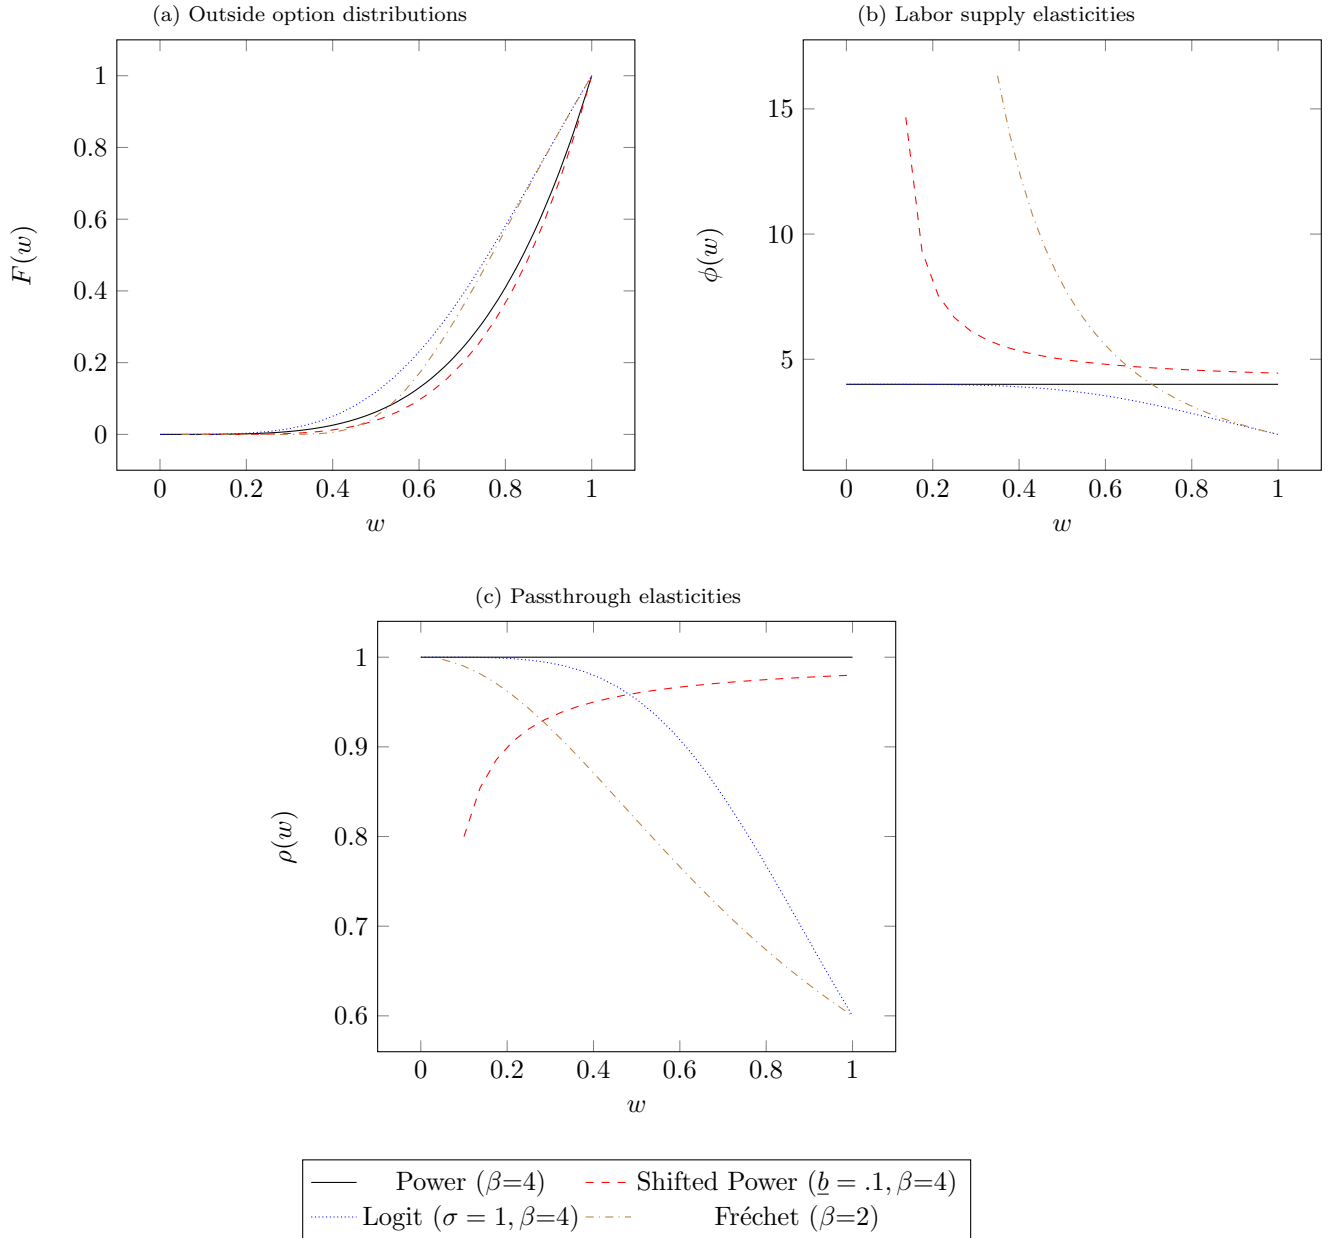 (a) Outside option distributions
1
0.8
0.6
0.4
0.2
0
F(w)
0 0.2 0.4 0.6 0.8 1
w
(b) Labor supply elasticities
15
10
5
ϕ(w)
0 0.2 0.4 0.6 0.8 1
w
(c) Passthrough elasticities
1
0.9
0.8
0.7
0.6
ρ(w)
0 0.2 0.4 0.6 0.8 1
w
Power (β=4) Shifted Power (b̲ = .1, β=4)
Logit (σ = 1, β=4) Fréchet (β=2)